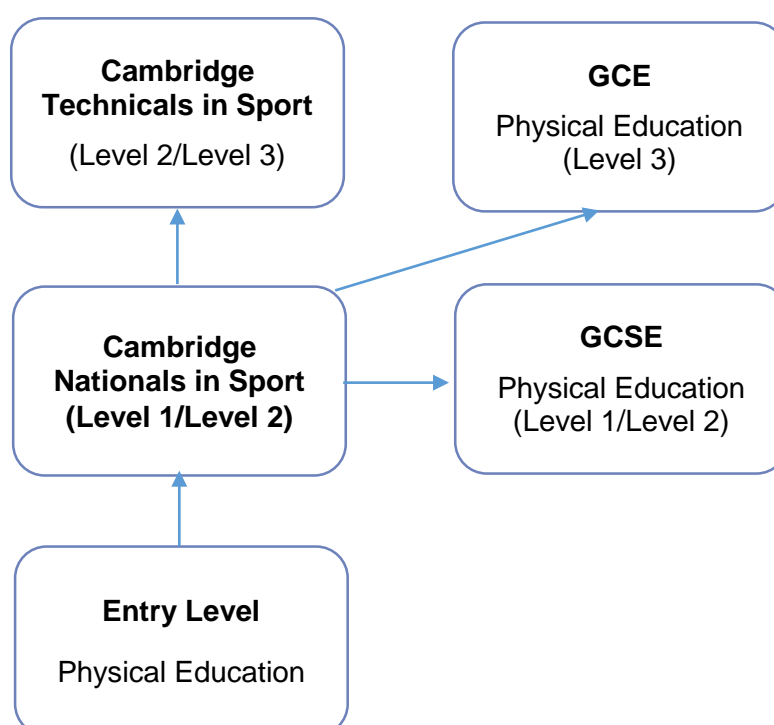 Cambridge
Technicals in Sport
(Level 2/Level 3)
GCE
Physical Education
(Level 3)
Cambridge
Nationals in Sport
(Level 1/Level 2)
GCSE
Physical Education
(Level 1/Level 2)
Entry Level
Physical Education